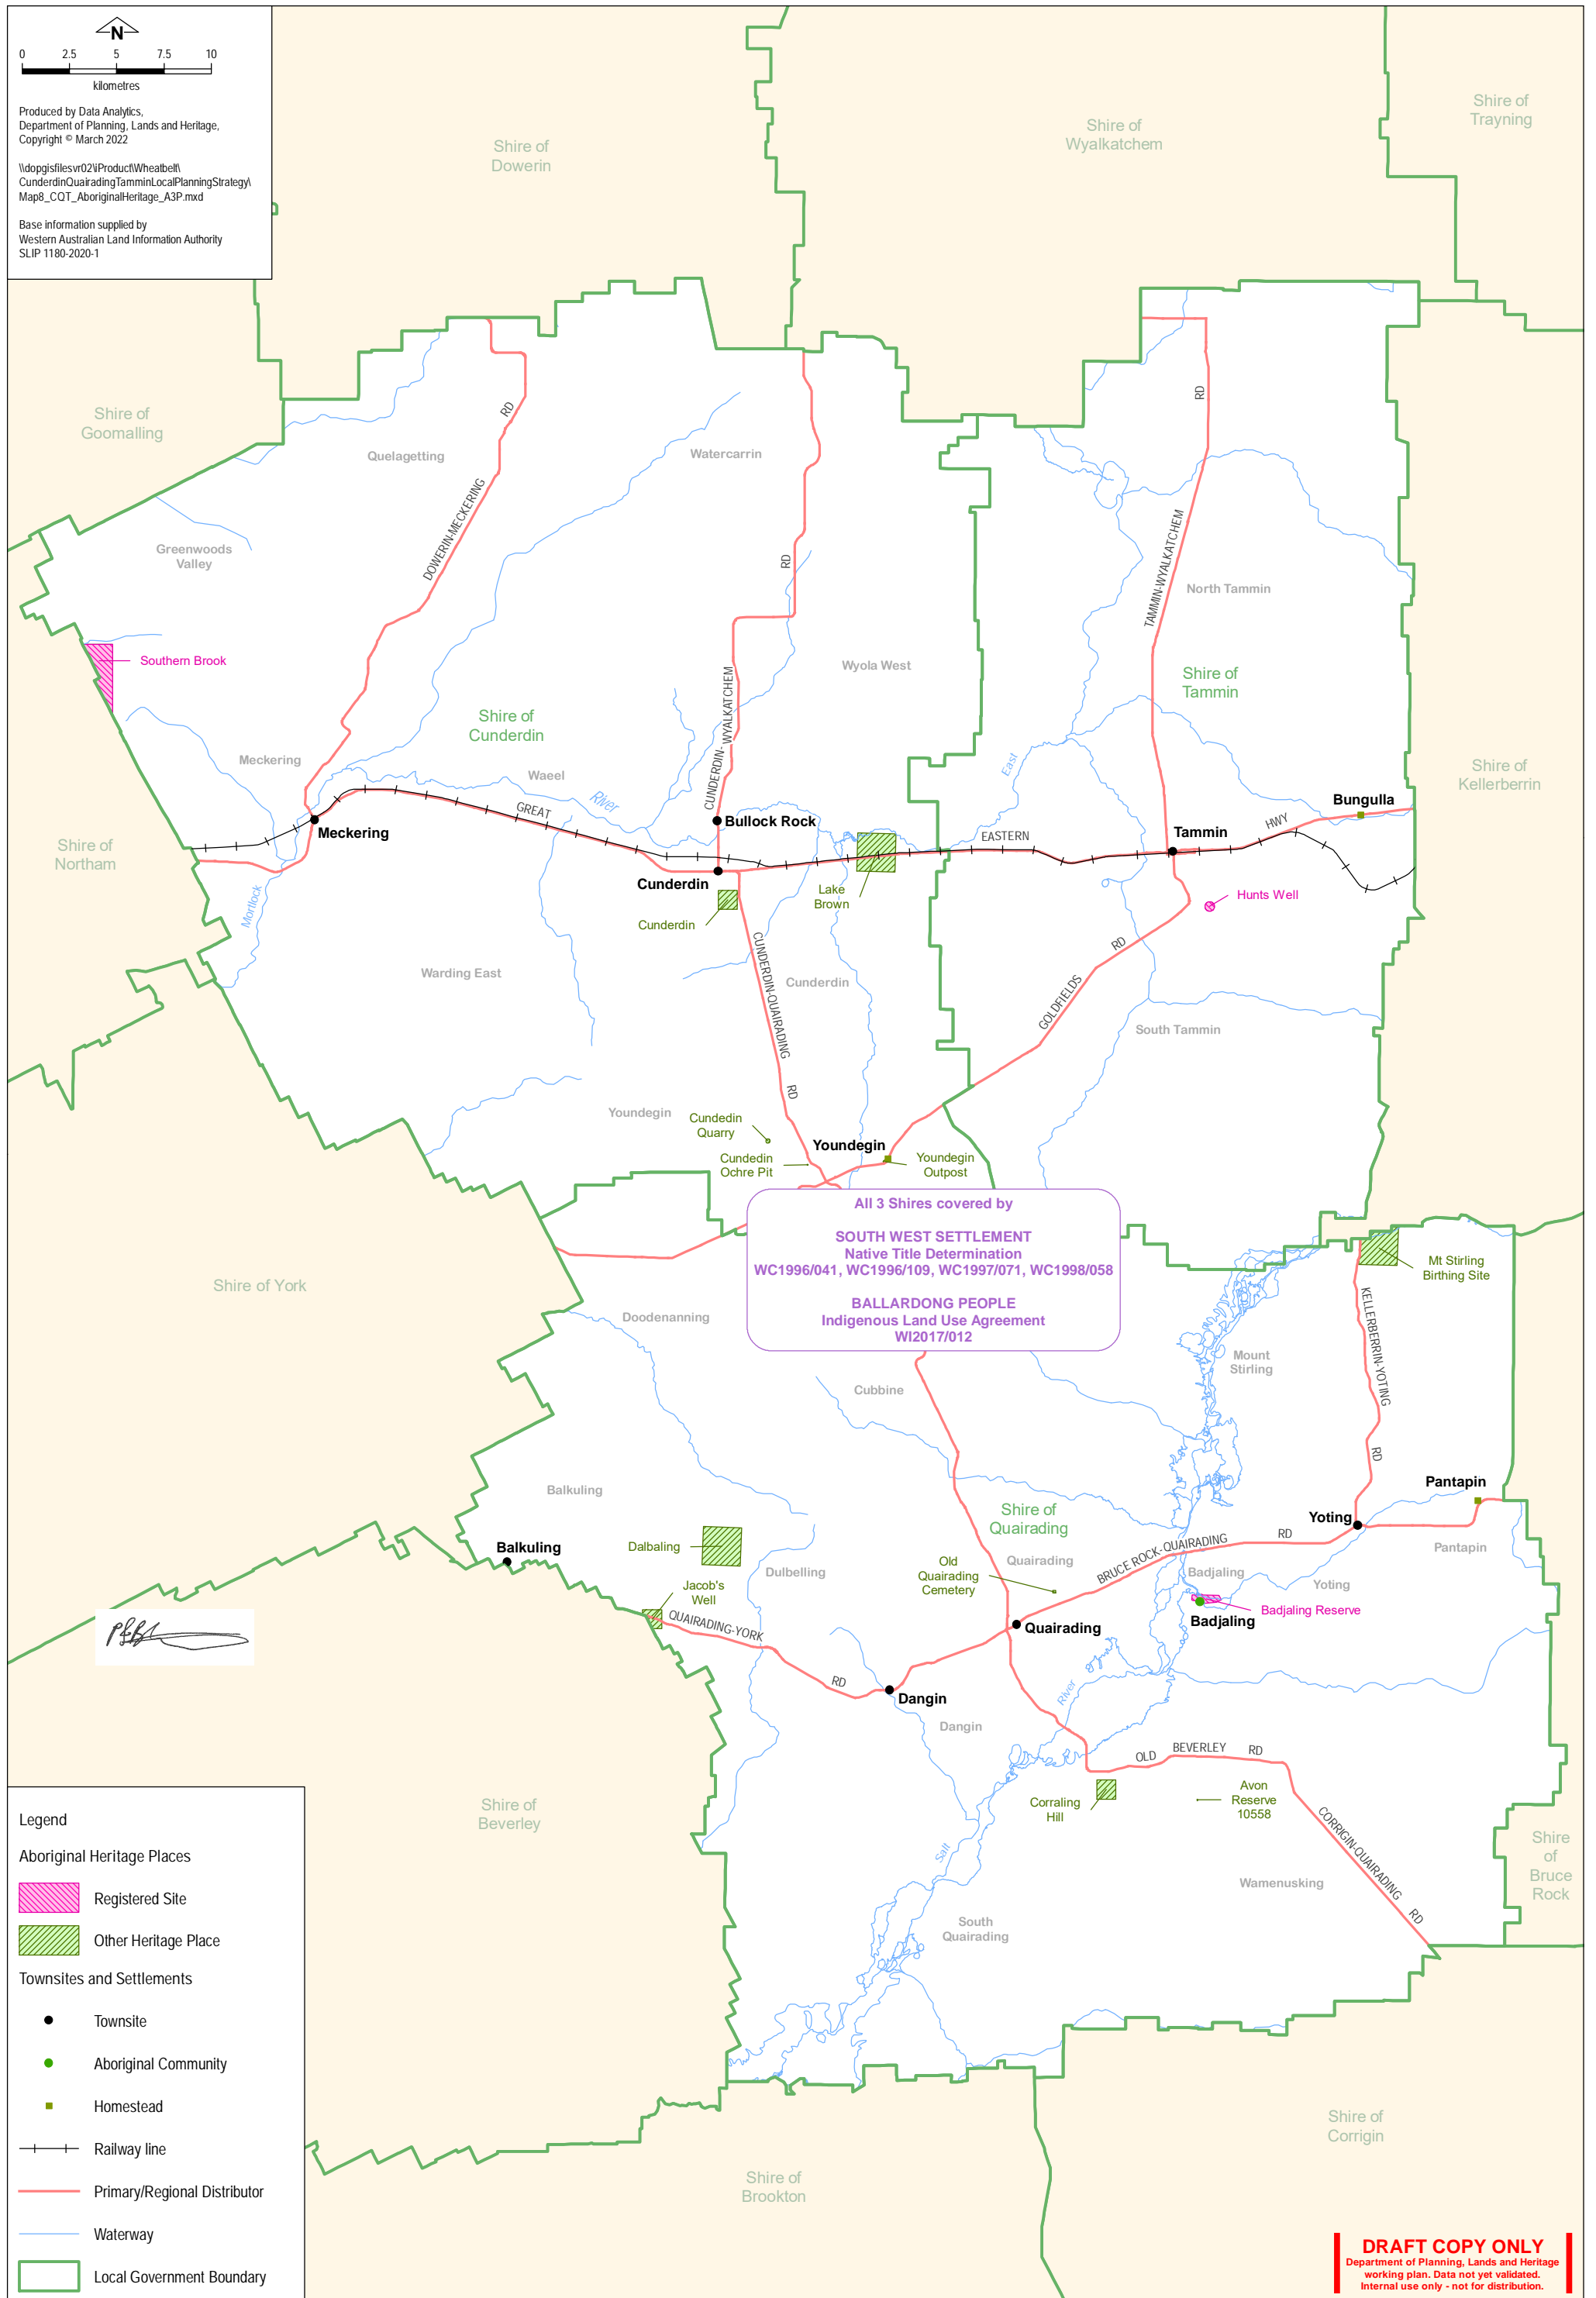 N
0 2.5 5 7.5 10
kilometres
Produced by Data Analytics,
Department of Planning, Lands and Heritage,
Copyright © March 2022
\\dopgisfilesvr02\iProduct\Wheatbelt\
CunderdinQuairadingTamminLocalPlanningStrategy\
Map8_CQT_AboriginalHeritage_A3P.mxd
Base information supplied by
Western Australian Land Information Authority
SLIP 1180-2020-1
Shire of
Dowerin
Shire of
Wyalkatchem
Shire of
Trayning
Shire of
Goomalling
Quelagetting
Watercarrin
RD
RD
DOWERIN-MECKERING
Greenwoods
Valley
RD
TAMMIN-WYALKATCHEM
North Tammin
Southern Brook
Wyola West
Shire of
Tammin
Shire of
Cunderdin
CUNDERDIN-WYALKATCHEM
Meckering
Waeel
East
Shire of
Kellerberrin
River
GREAT
Bungulla
Meckering
Bullock Rock
EASTERN
Tammin
HWY
Shire of
Northam
Cunderdin
Lake
Brown
Hunts Well
Mortlock
Cunderdin
RD
CUNDERDIN-QUAIRADING
RD
Warding East
Cunderdin
GOLDFIELDS
South Tammin
Youndegin
Cundedin
Quarry
Youndegin
Cundedin
Ochre Pit
Youndegin
Outpost
All 3 Shires covered by
SOUTH WEST SETTLEMENT
Native Title Determination
WC1996/041, WC1996/109, WC1997/071, WC1998/058
BALLARDONG PEOPLE
Indigenous Land Use Agreement
WI2017/012
Mt Stirling
Birthing Site
Shire of York
Doodenanning
KELLERBERRIN-YOTING
RD
Mount
Stirling
Cubbine
Balkuling
Pantapin
Shire of
Quairading
Yoting
Balkuling
Dalbaling
BRUCE ROCK-QUAIRADING
RD
Pantapin
Old
Quairading
Cemetery
Quairading
Dulbelling
Badjaling
Yoting
Jacob's
Well
Badjaling Reserve
QUAIRADING-YORK
RD
Quairading
Badjaling
River
Dangin
Dangin
OLD BEVERLEY RD
Shire of
Beverley
Corraling
Hill
Avon
Reserve
10558
CORRIGIN-QUAIRADING
RD
Salt
Shire
of
Bruce
Rock
Wamenusking
South
Quairading
Legend
Aboriginal Heritage Places
Registered Site
Other Heritage Place
Townsites and Settlements
Townsite
Aboriginal Community
Homestead
Railway line
Primary/Regional Distributor
Waterway
Local Government Boundary
Shire of
Corrigin
Shire of
Brookton
DRAFT COPY ONLY
Department of Planning, Lands and Heritage
working plan. Data not yet validated.
Internal use only - not for distribution.